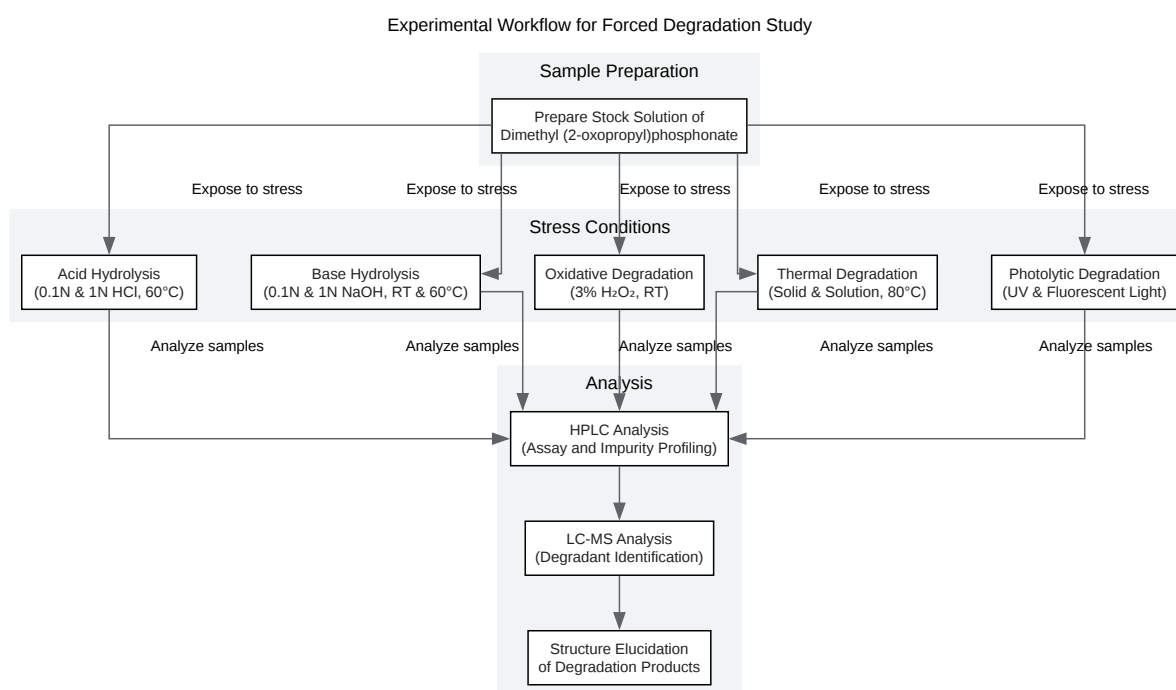 Experimental Workflow for Forced Degradation Study
Sample Preparation
Prepare Stock Solution of
Dimethyl (2-oxopropyl)phosphonate
Expose to stress
Expose to stress
Expose to stress
Expose to stress
Expose to stress
Stress Conditions
Acid Hydrolysis
(0.1N & 1N HCl, 60°C)
Base Hydrolysis
(0.1N & 1N NaOH, RT & 60°C)
Oxidative Degradation
(3% H₂O₂, RT)
Thermal Degradation
(Solid & Solution, 80°C)
Photolytic Degradation
(UV & Fluorescent Light)
Analyze samples
Analyze samples
Analyze samples
Analyze samples
Analyze samples
Analysis
HPLC Analysis
(Assay and Impurity Profiling)
LC-MS Analysis
(Degradant Identification)
Structure Elucidation
of Degradation Products